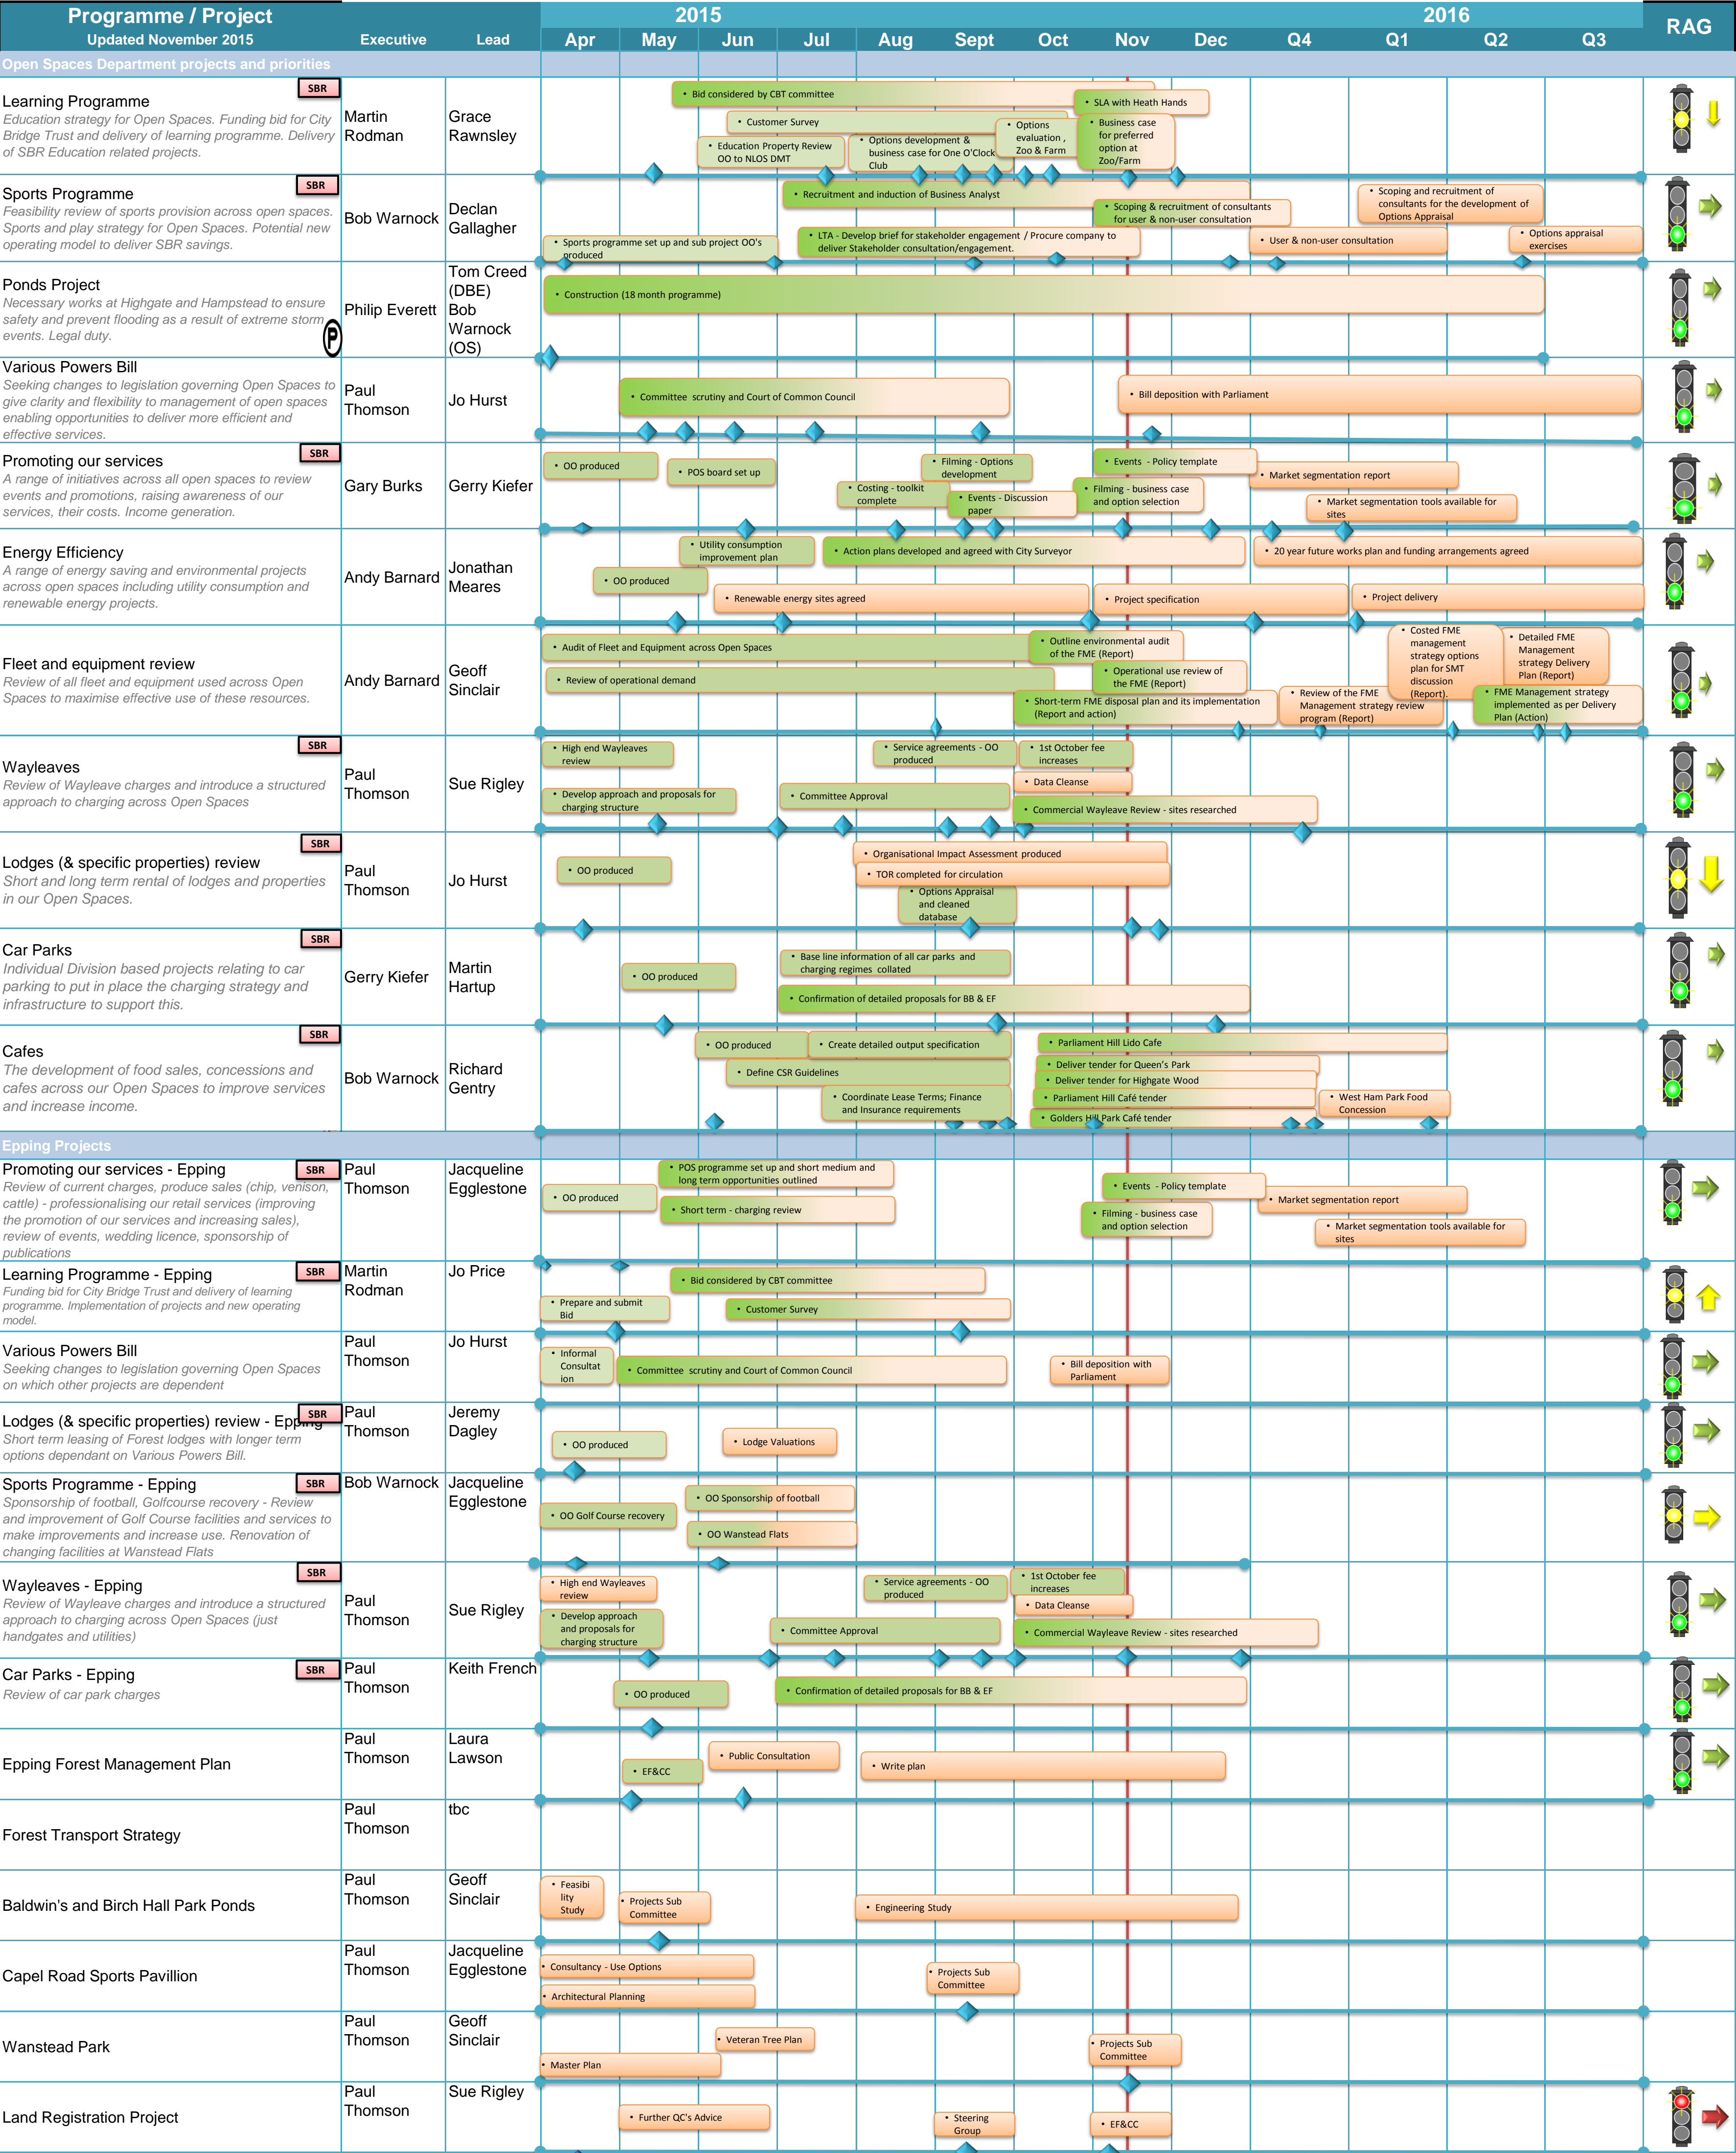 Programme / Project
Updated November 2015
Executive
Lead
2015
2016
RAG
Apr
May
Jun
Jul
Aug
Sept
Oct
Nov
Dec
Q4
Q1
Q2
Q3
Open Spaces Department projects and priorities
SBR
Learning Programme
Education strategy for Open Spaces. Funding bid for City
Bridge Trust and delivery of learning programme. Delivery
of SBR Education related projects.
Martin
Rodman
Grace
Rawnsley
• Bid considered by CBT committee
• SLA with Heath Hands
• Customer Survey
• Options
evaluation ,
Zoo & Farm
• Business case
for preferred
option at
Zoo/Farm
• Education Property Review
OO to NLOS DMT
• Options development &
business case for One O'Clock
Club
SBR
Sports Programme
Feasibility review of sports provision across open spaces.
Sports and play strategy for Open Spaces. Potential new
operating model to deliver SBR savings.
Bob Warnock
Declan
Gallagher
• Recruitment and induction of Business Analyst
• Scoping & recruitment of consultants
for user & non-user consultation
• Scoping and recruitment of
consultants for the development of
Options Appraisal
• Sports programme set up and sub project OO's
produced
• LTA - Develop brief for stakeholder engagement / Procure company to
deliver Stakeholder consultation/engagement.
• User & non-user consultation
• Options appraisal
exercises
Ponds Project
Necessary works at Highgate and Hampstead to ensure
safety and prevent flooding as a result of extreme storm
events. Legal duty.
P
Philip Everett
Tom Creed
(DBE)
Bob
Warnock
(OS)
• Construction (18 month programme)
Various Powers Bill
Seeking changes to legislation governing Open Spaces to
give clarity and flexibility to management of open spaces
enabling opportunities to deliver more efficient and
effective services.
Paul
Thomson
Jo Hurst
• Committee scrutiny and Court of Common Council
• Bill deposition with Parliament
SBR
Promoting our services
A range of initiatives across all open spaces to review
events and promotions, raising awareness of our
services, their costs. Income generation.
Gary Burks
Gerry Kiefer
• OO produced
• POS board set up
• Filming - Options
development
• Events - Policy template
• Market segmentation report
• Costing - toolkit
complete
• Events - Discussion
paper
• Filming - business case
and option selection
• Market segmentation tools available for
sites
Energy Efficiency
A range of energy saving and environmental projects
across open spaces including utility consumption and
renewable energy projects.
Andy Barnard
Jonathan
Meares
• Utility consumption
improvement plan
• Action plans developed and agreed with City Surveyor
• 20 year future works plan and funding arrangements agreed
• OO produced
• Renewable energy sites agreed
• Project specification
• Project delivery
Fleet and equipment review
Review of all fleet and equipment used across Open
Spaces to maximise effective use of these resources.
Andy Barnard
Geoff
Sinclair
• Audit of Fleet and Equipment across Open Spaces
• Outline environmental audit
of the FME (Report)
• Costed FME
management
strategy options
plan for SMT
discussion
(Report).
• Detailed FME
Management
strategy Delivery
Plan (Report)
• Review of operational demand
• Operational use review of
the FME (Report)
• Short-term FME disposal plan and its implementation
(Report and action)
• Review of the FME
Management strategy review
program (Report)
• FME Management strategy
implemented as per Delivery
Plan (Action)
SBR
Wayleaves
Review of Wayleave charges and introduce a structured
approach to charging across Open Spaces
Paul
Thomson
Sue Rigley
• High end Wayleaves
review
• Service agreements - OO
produced
• 1st October fee
increases
• Data Cleanse
• Develop approach and proposals for
charging structure
• Committee Approval
• Commercial Wayleave Review - sites researched
SBR
Lodges (& specific properties) review
Short and long term rental of lodges and properties
in our Open Spaces.
Paul
Thomson
Jo Hurst
• OO produced
• Organisational Impact Assessment produced
• TOR completed for circulation
• Options Appraisal
and cleaned
database
SBR
Car Parks
Individual Division based projects relating to car
parking to put in place the charging strategy and
infrastructure to support this.
Gerry Kiefer
Martin
Hartup
• OO produced
• Base line information of all car parks and
charging regimes collated
• Confirmation of detailed proposals for BB & EF
SBR
Cafes
The development of food sales, concessions and
cafes across our Open Spaces to improve services
and increase income.
Bob Warnock
Richard
Gentry
• OO produced
• Create detailed output specification
• Parliament Hill Lido Cafe
• Define CSR Guidelines
• Deliver tender for Queen's Park
• Deliver tender for Highgate Wood
• Coordinate Lease Terms; Finance
and Insurance requirements
• Parliament Hill Café tender
• West Ham Park Food
Concession
• Golders Hill Park Café tender
Epping Projects
SBR
Promoting our services - Epping
Review of current charges, produce sales (chip, venison,
cattle) - professionalising our retail services (improving
the promotion of our services and increasing sales),
review of events, wedding licence, sponsorship of
publications
Paul
Thomson
Jacqueline
Egglestone
• POS programme set up and short medium and
long term opportunities outlined
• OO produced
• Short term - charging review
• Events - Policy template
• Market segmentation report
• Filming - business case
and option selection
• Market segmentation tools available for
sites
SBR
Learning Programme - Epping
Funding bid for City Bridge Trust and delivery of learning
programme. Implementation of projects and new operating
model.
Martin
Rodman
Jo Price
• Bid considered by CBT committee
• Prepare and submit
Bid
• Customer Survey
Various Powers Bill
Seeking changes to legislation governing Open Spaces
on which other projects are dependent
Paul
Thomson
Jo Hurst
• Informal
Consultat
ion
• Committee scrutiny and Court of Common Council
• Bill deposition with
Parliament
SBR
Lodges (& specific properties) review - Epping
Short term leasing of Forest lodges with longer term
options dependant on Various Powers Bill.
Paul
Thomson
Jeremy
Dagley
• OO produced
• Lodge Valuations
SBR
Sports Programme - Epping
Sponsorship of football, Golfcourse recovery - Review
and improvement of Golf Course facilities and services to
make improvements and increase use. Renovation of
changing facilities at Wanstead Flats
Bob Warnock
Jacqueline
Egglestone
• OO Sponsorship of football
• OO Golf Course recovery
• OO Wanstead Flats
SBR
Wayleaves - Epping
Review of Wayleave charges and introduce a structured
approach to charging across Open Spaces (just
handgates and utilities)
Paul
Thomson
Sue Rigley
• High end Wayleaves
review
• Service agreements - OO
produced
• 1st October fee
increases
• Data Cleanse
• Develop approach
and proposals for
charging structure
• Committee Approval
• Commercial Wayleave Review - sites researched
SBR
Car Parks - Epping
Review of car park charges
Paul
Thomson
Keith French
• OO produced
• Confirmation of detailed proposals for BB & EF
Epping Forest Management Plan
Paul
Thomson
Laura
Lawson
• EF&CC
• Public Consultation
• Write plan
Forest Transport Strategy
Paul
Thomson
tbc
Baldwin's and Birch Hall Park Ponds
Paul
Thomson
Geoff
Sinclair
• Feasibi
lity
Study
• Projects Sub
Committee
• Engineering Study
Capel Road Sports Pavillion
Paul
Thomson
Jacqueline
Egglestone
• Consultancy - Use Options
• Architectural Planning
• Projects Sub
Committee
Wanstead Park
Paul
Thomson
Geoff
Sinclair
• Veteran Tree Plan
• Master Plan
• Projects Sub
Committee
Land Registration Project
Paul
Thomson
Sue Rigley
• Further QC's Advice
• Steering
Group
• EF&CC